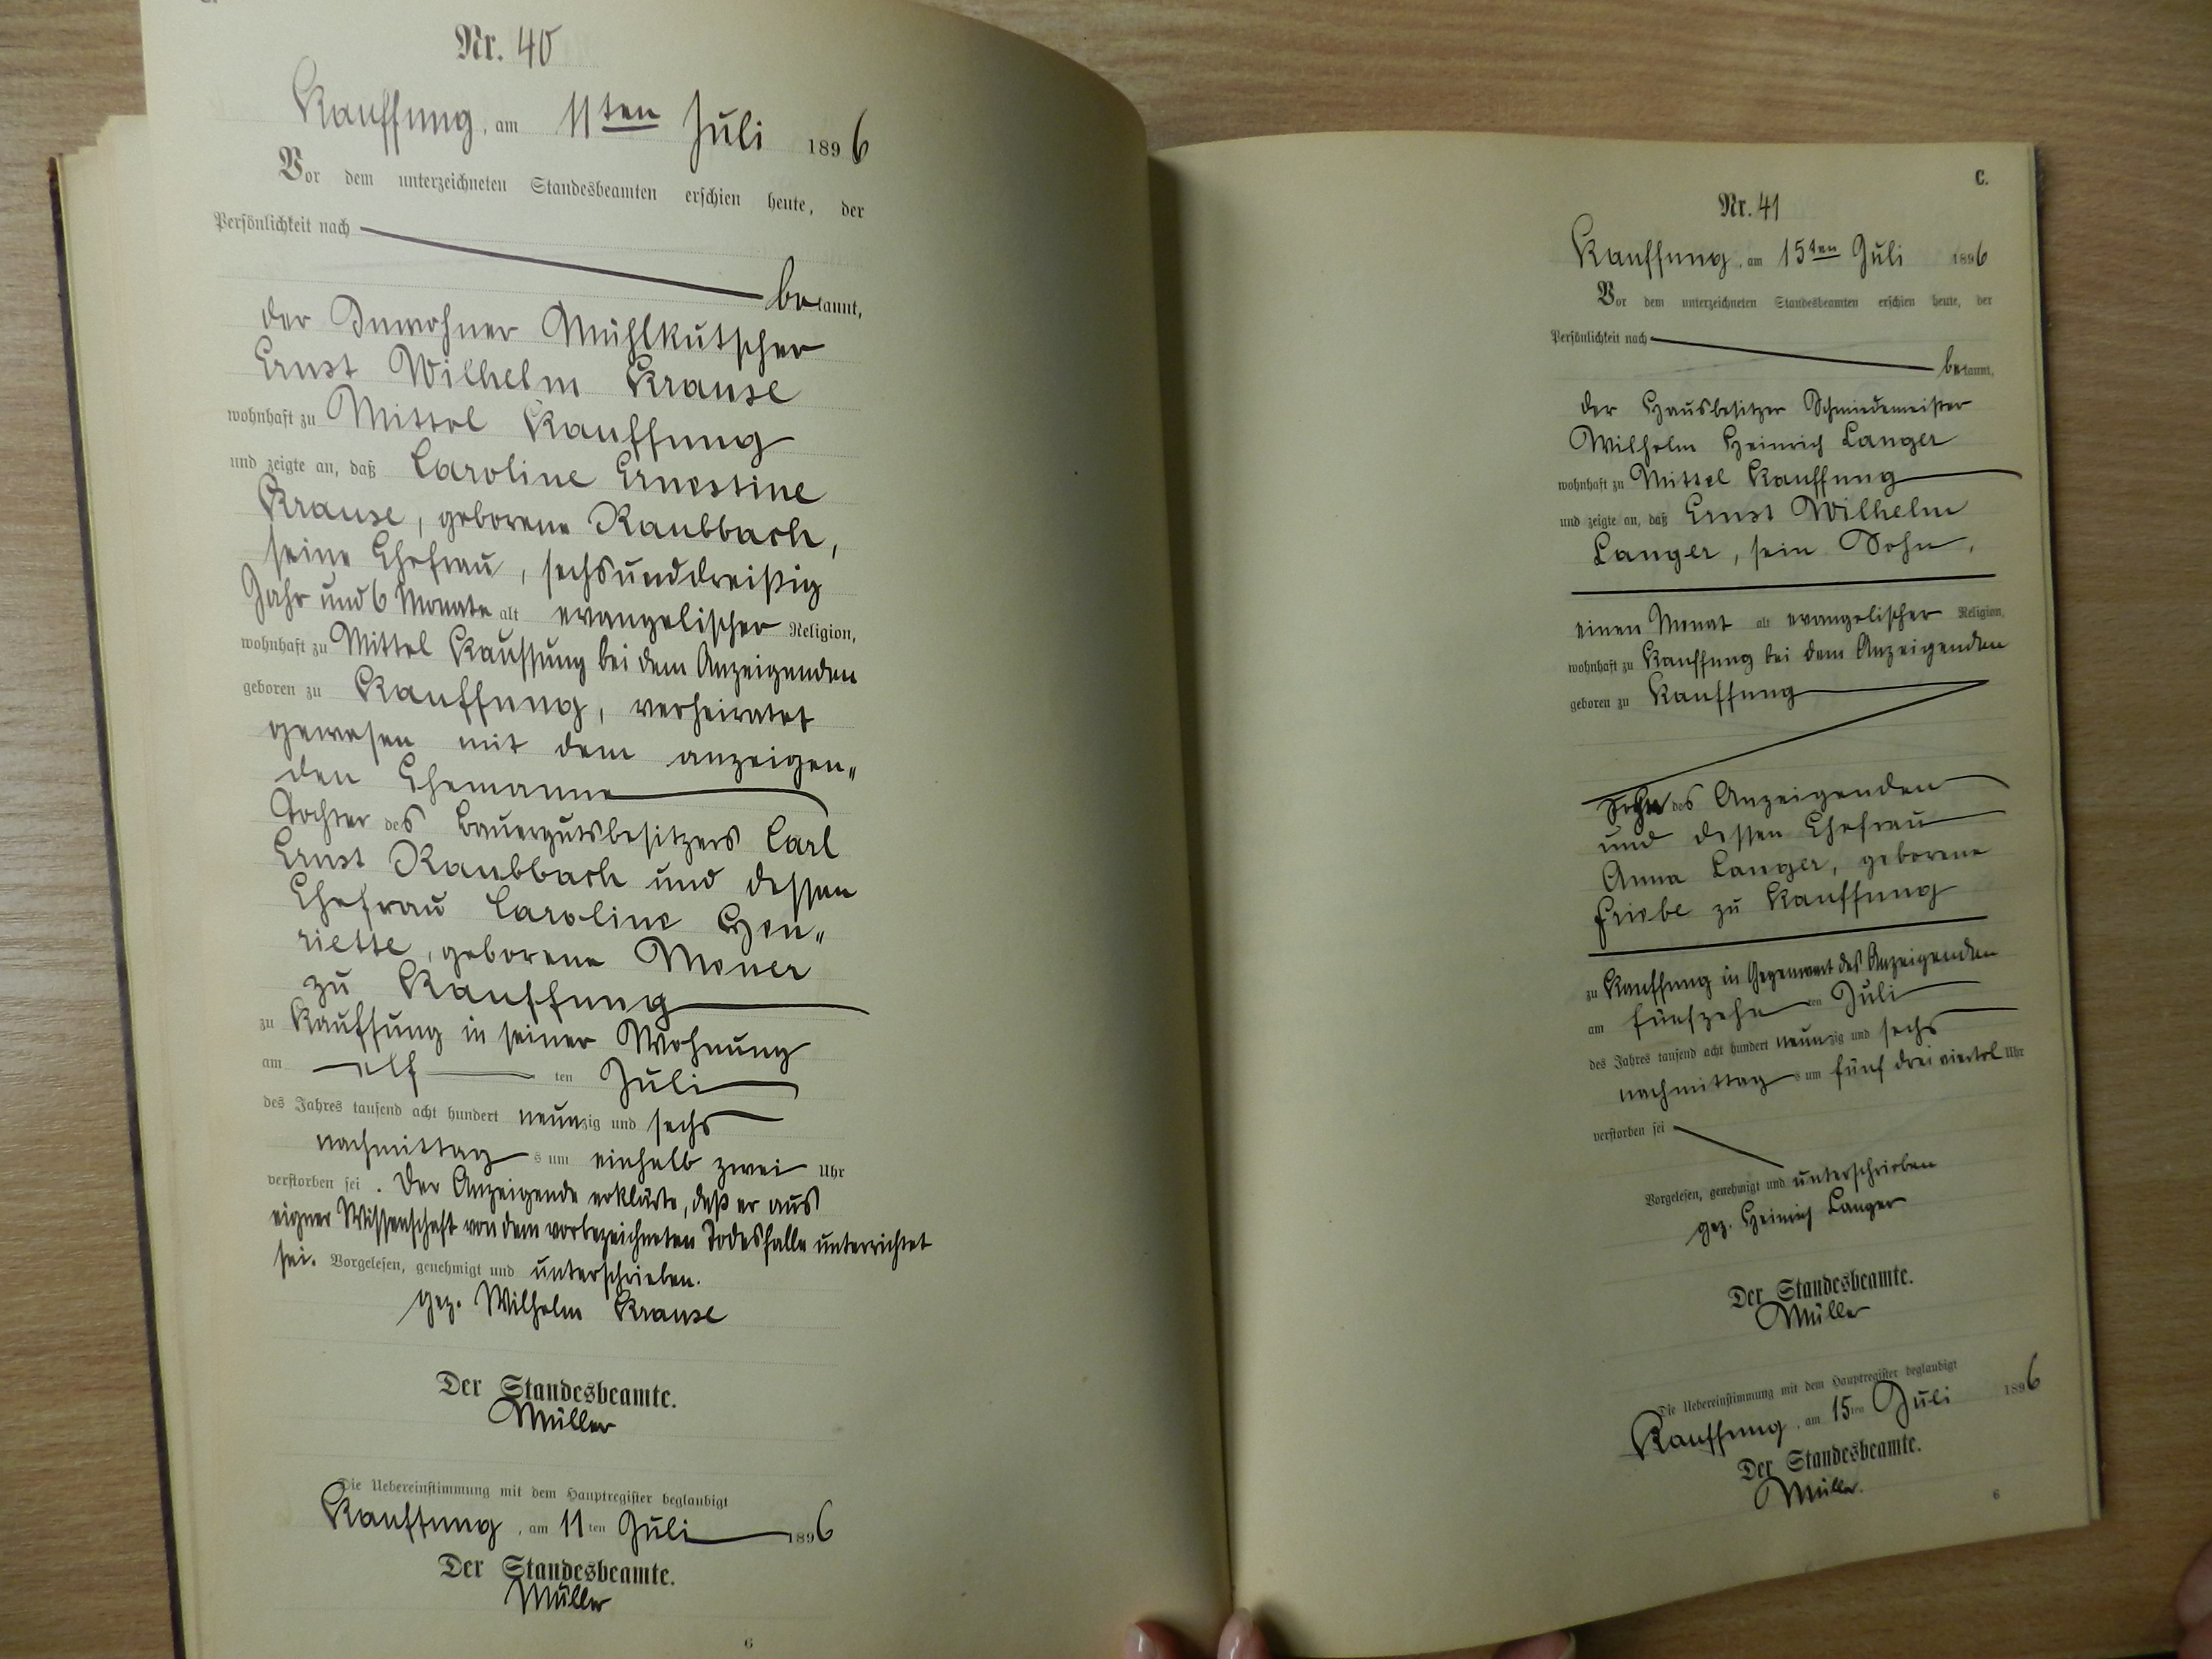 Nr. 40
Kauffung, am 11ten Juli 1896
Vor dem unterzeichneten Standesbeamten erschien heute, der
Persönlichkeit nach
bekannt,
der Inwohner Mühlkutscher
Ernst Wilhelm Krause
wohnhaft zu Mittel Kauffung
und zeigte an, daß Caroline Ernestine
Krause, geborene Raubbach,
seine Ehefrau, sechsunddreißig
Jahr und 6 Monate alt evangelischer Religion,
wohnhaft zu Mittel Kauffung bei dem Anzeigenden
geboren zu Kauffung, verheiratet
gewesen mit dem anzeigen„
den Ehemanne
Tochter des Bauergutsbesitzers Carl
Ernst Raubbach und dessen
Ehefrau Caroline Hen„
riette, geborene
zu Kauffung
zu Kauffung in seiner Wohnung
am elf ten Juli
des Jahres tausend acht hundert neunzig und sechs
nachmittags um einhalb zwei Uhr
verstorben sei. Der Anzeigende erklärte, daß er aus
eigner Wissenschaft von dem vorbezeichneten Todesfalle unterrichtet
sei. Vorgelesen, genehmigt und unterschrieben.
gez. Wilhelm Krause
Der Standesbeamte.
Müller
Die Uebereinstimmung mit dem Hauptregister beglaubigt
Kauffung, am 11ten Juli 1896
Der Standesbeamte.
Müller
6
C.
Nr. 41
Kauffung, am 15ten Juli 1896
Vor dem unterzeichneten Standesbeamten erschien heute, der
Persönlichkeit nach
bekannt,
der Hausbesitzer Schmiedemeister
Wilhelm Heinrich Langer
wohnhaft zu Mittel Kauffung
und zeigte an, daß Ernst Wilhelm
Langer, sein Sohn,
einen Monat alt evangelischer Religion,
wohnhaft zu Kauffung bei dem Anzeigenden
geboren zu Kauffung
Sohn des Anzeigenden
und dessen Ehefrau
Anna Langer, geborene
Friebe zu Kauffung
zu Kauffung in Gegenwart des Anzeigenden
am fünfzehn ten Juli
des Jahres tausend acht hundert neunzig und sechs
nachmittags um fünf drei viertel Uhr
verstorben sei
Vorgelesen, genehmigt und unterschrieben
gez. Heinrich Langer
Der Standesbeamte.
Müller
Die Uebereinstimmung mit dem Hauptregister beglaubigt
Kauffung, am 15ten Juli 1896
Der Standesbeamte.
Müller.
6